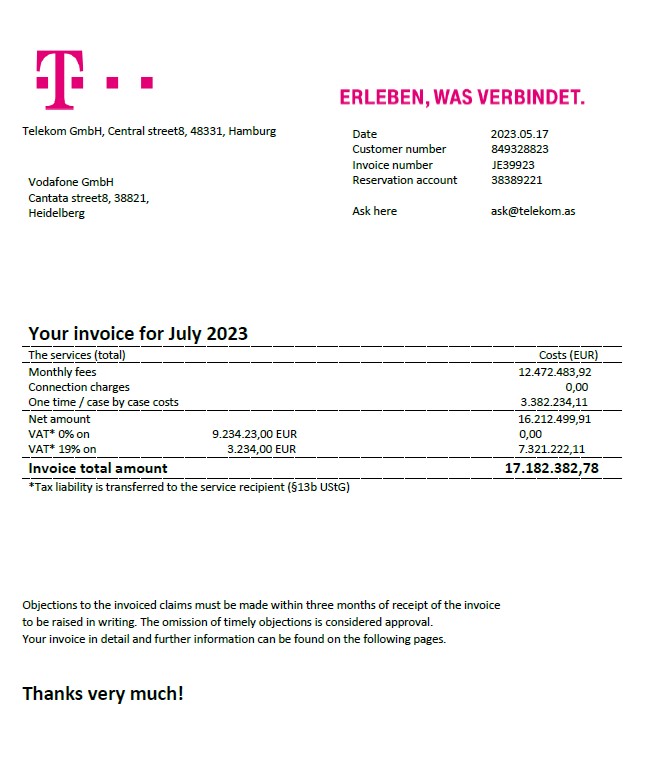 T
ERLEBEN, WAS VERBINDET.
Telekom GmbH, Central street8, 48331, Hamburg
Date 2023.05.17
Customer number 849328823
Invoice number JE39923
Reservation account 38389221
Vodafone GmbH
Cantata street8, 38821,
Heidelberg
Ask here ask@telekom.as
Your invoice for July 2023
The services (total) Costs (EUR)
Monthly fees 12.472.483,92
Connection charges 0,00
One time / case by case costs 3.382.234,11
Net amount 16.212.499,91
VAT* 0% on 9.234.23,00 EUR 0,00
VAT* 19% on 3.234,00 EUR 7.321.222,11
Invoice total amount 17.182.382,78
*Tax liability is transferred to the service recipient (§13b UStG)
Objections to the invoiced claims must be made within three months of receipt of the invoice
to be raised in writing. The omission of timely objections is considered approval.
Your invoice in detail and further information can be found on the following pages.
Thanks very much!